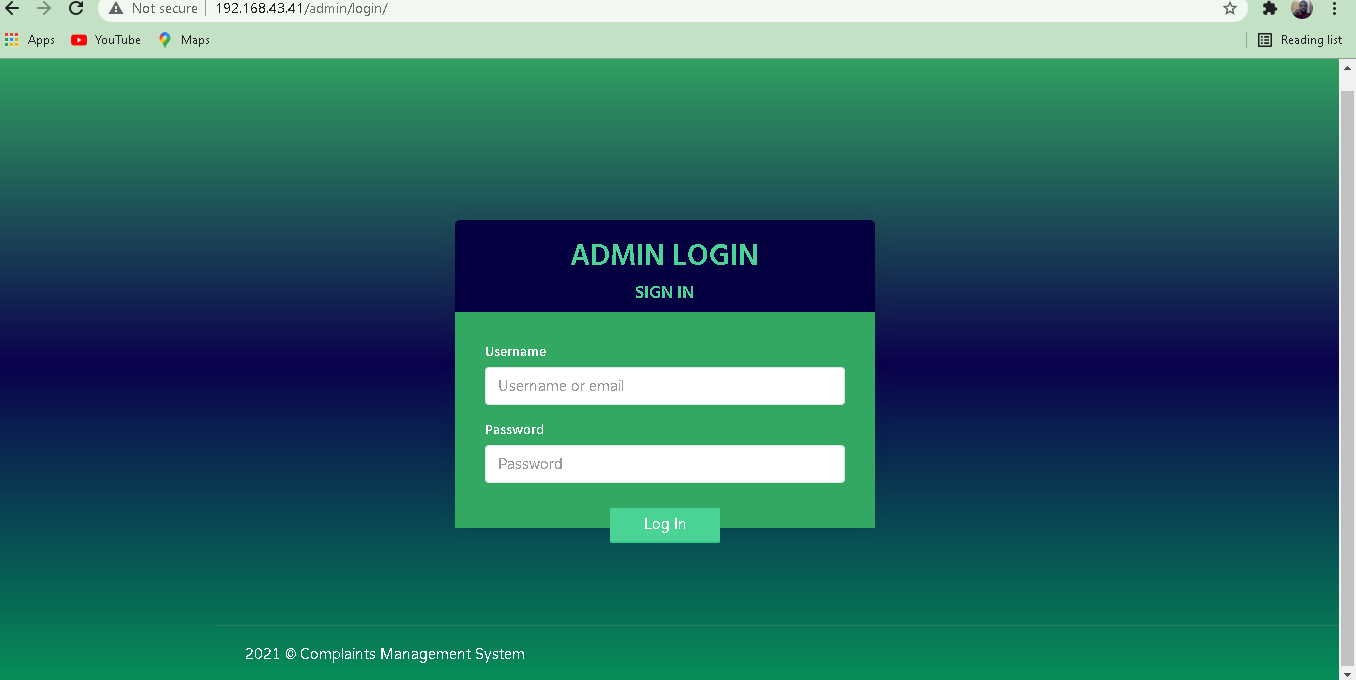 Not secure 192.168.43.41/admin/login/
Apps YouTube Maps Reading list
ADMIN LOGIN
SIGN IN
Username
Username or email
Password
Password
Log In
2021 © Complaints Management System